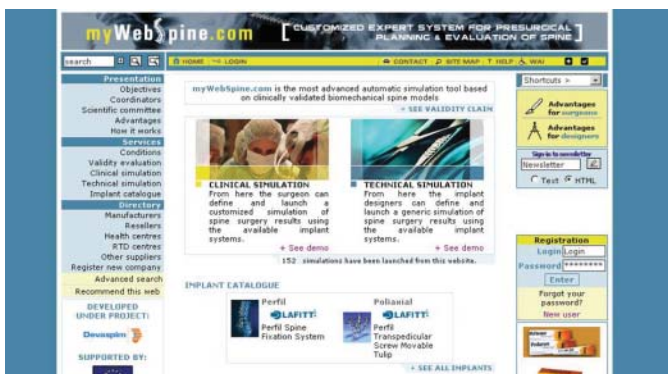 myWebSpine.com
[CUSTOMIZED EXPERT SYSTEM FOR PRESURGICAL
PLANNING & EVALUATION OF SPINE]
search
HOME LOGIN
CONTACT SITE MAP ? HELP WAI
Presentation
Objectives
Coordinators
Scientific committee
Advantages
How it works
Services
Conditions
Validity evaluation
Clinical simulation
Technical simulation
Implant catalogue
Directory
Manufacturers
Resellers
Health centres
RTD centres
Other suppliers
Register new company
Advanced search
Recommend this web
DEVELOPED
UNDER PROJECT:
Devaspim
SUPPORTED BY:
myWebSpine.com is the most advanced automatic simulation tool based
on clinically validated biomechanical spine models
+ SEE VALIDITY CLAIM
CLINICAL SIMULATION
From here the surgeon can
define and launch a
customized simulation of
spine surgery results using
the available implant
systems.
+ See demo
TECHNICAL SIMULATION
From here the implant
designers can define and
launch a generic simulation of
spine surgery results using
the available implant
systems.
+ See demo
152 simulations have been launched from this website.
IMPLANT CATALOGUE
Perfil
LAFITT
Perfil Spine
Fixation System
Poliaxial
LAFITT
Perfil
Transpedicular
Screw Movable
Tulip
+ SEE ALL IMPLANTS
Shortcuts >
Advantages
for surgeons
Advantages
for designers
Sign in to newsletter
Newsletter
Text HTML
Registration
Login Login
Password ********
Enter
Forgot your
password?
New user